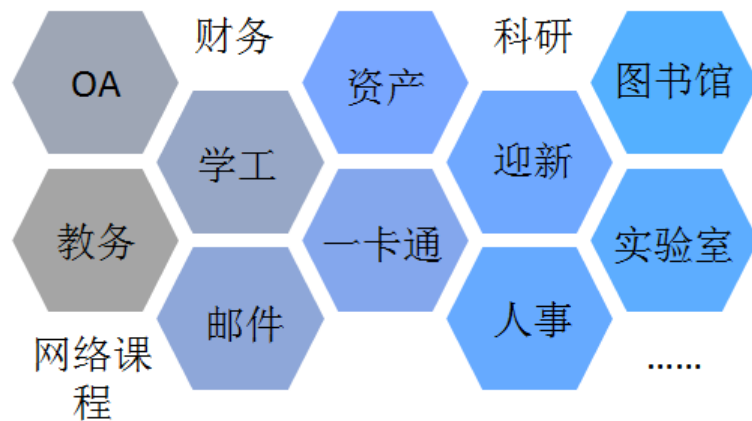 财务
科研
OA
资产
图书馆
学工
迎新
教务
一卡通
实验室
邮件
人事
网络课
程
……